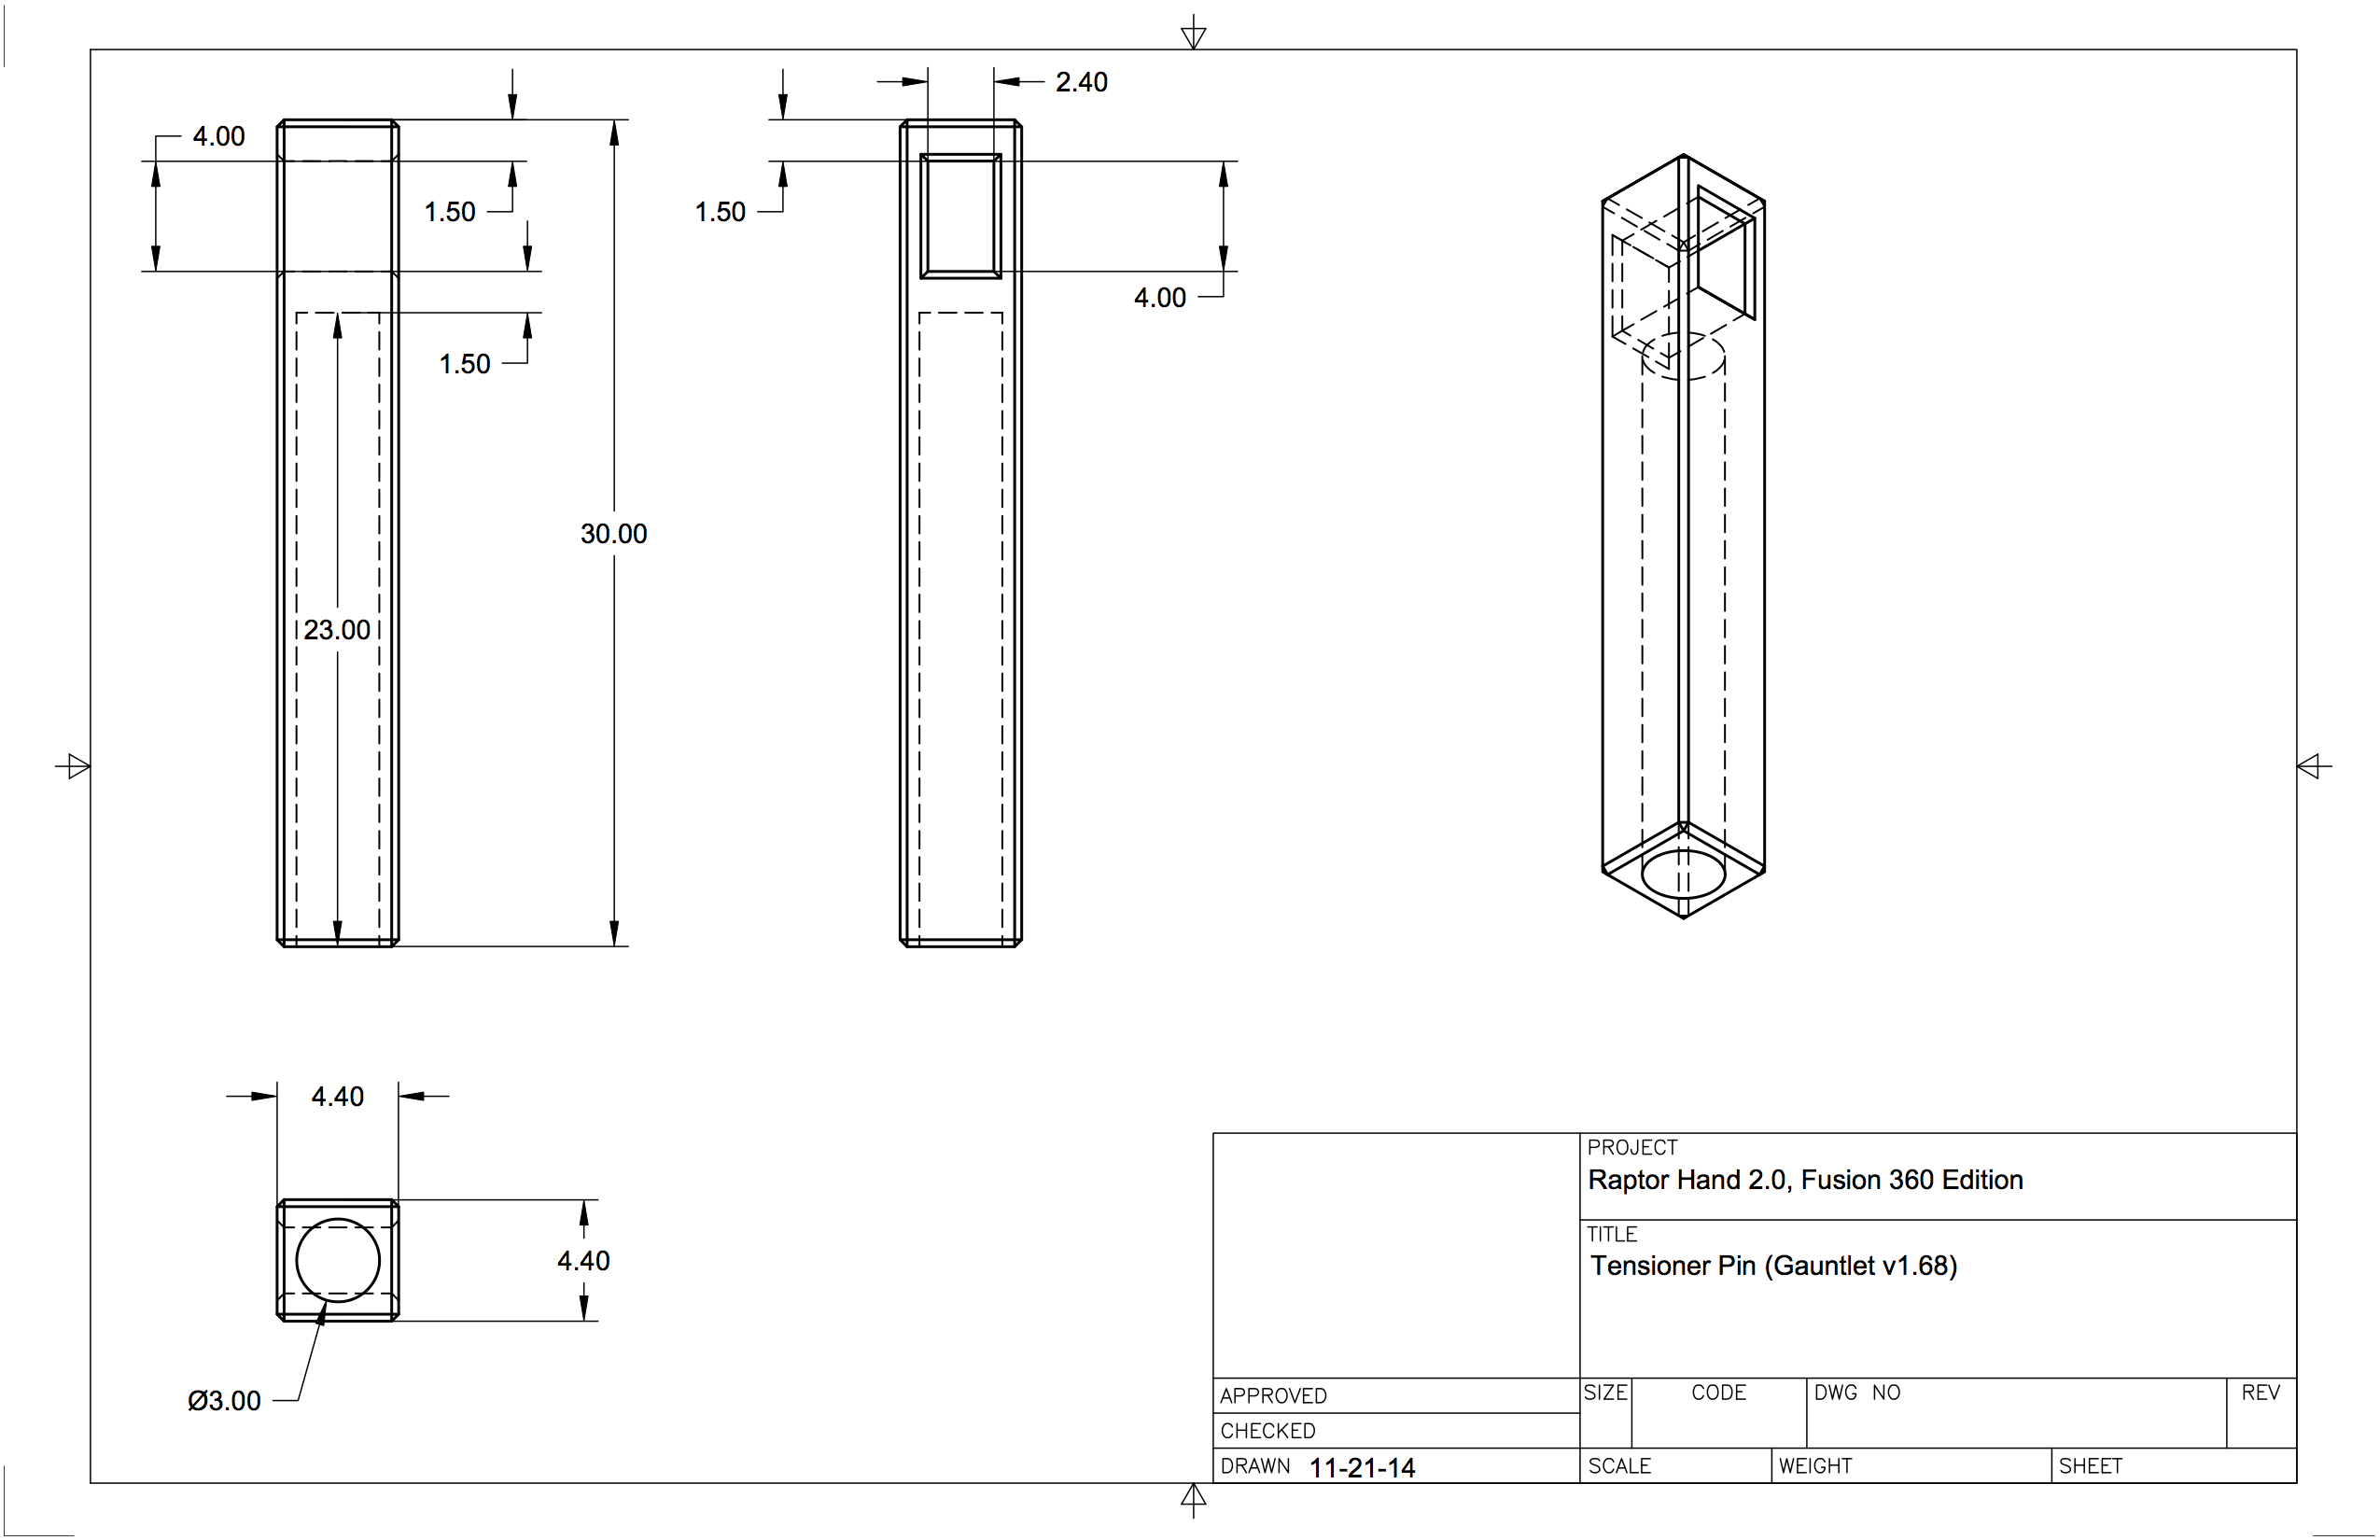 2.40
4.00
1.50
1.50
4.00
1.50
30.00
23.00
4.40
4.40
Ø3.00
PROJECT
Raptor Hand 2.0, Fusion 360 Edition
TITLE
Tensioner Pin (Gauntlet v1.68)
APPROVED
SIZE CODE DWG NO REV
CHECKED
DRAWN 11-21-14 SCALE WEIGHT SHEET